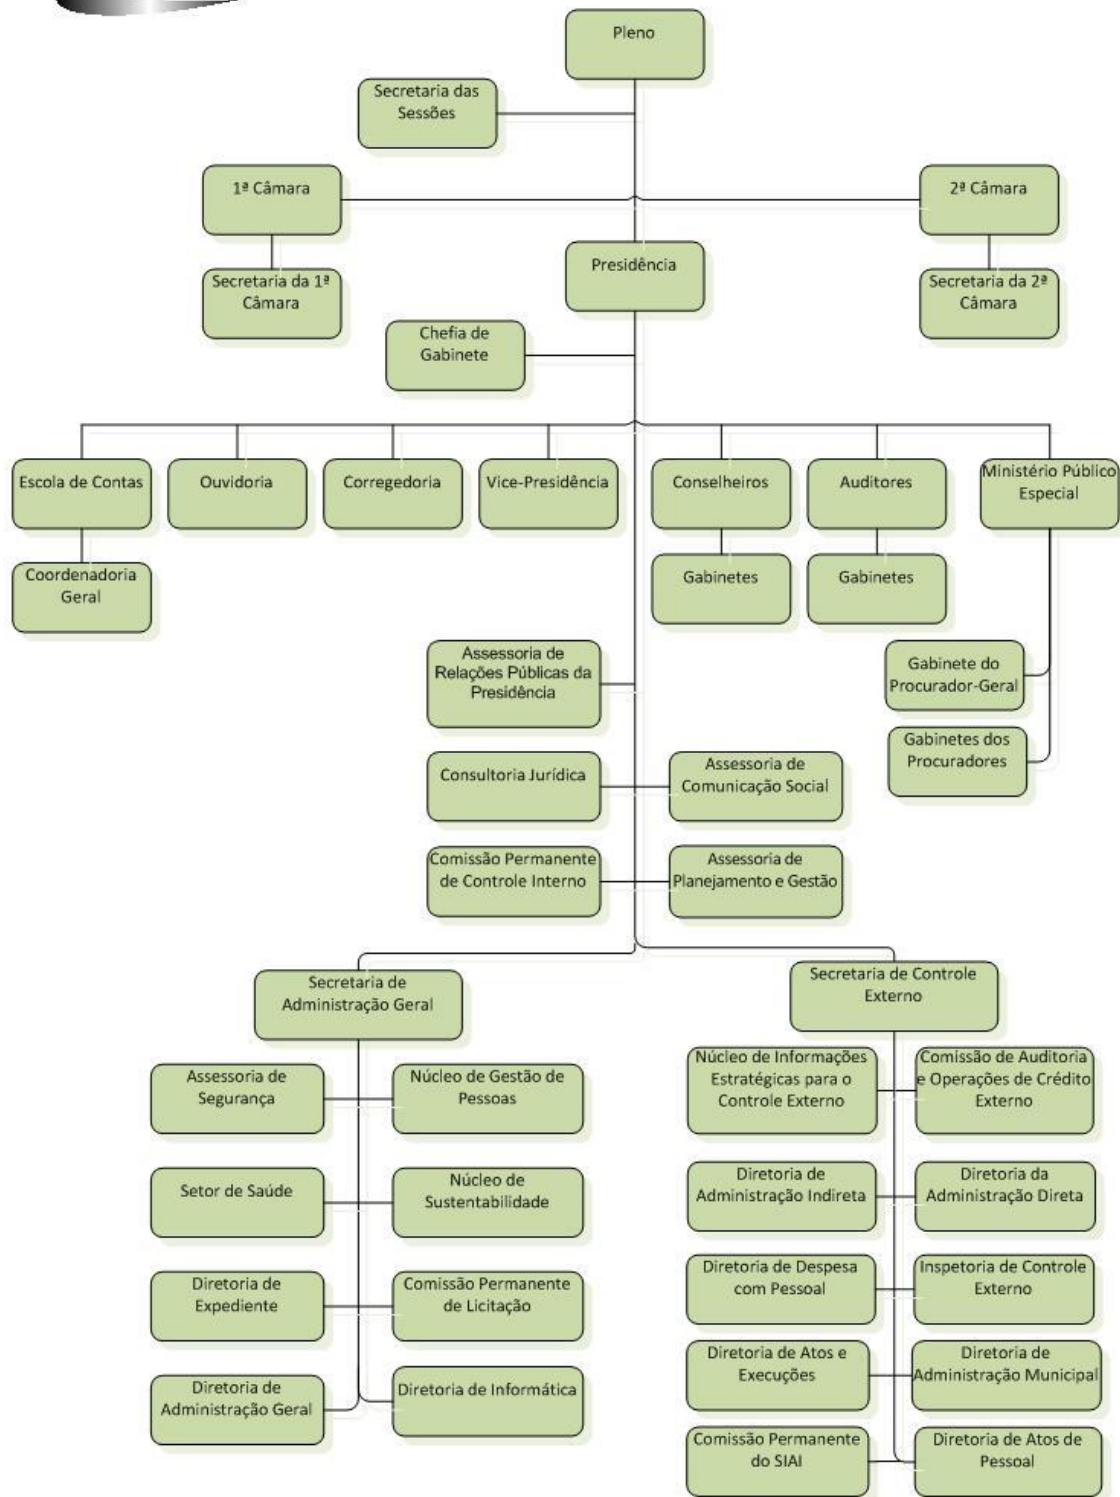 Pleno
Secretaria das
Sessões
1ª Câmara
2ª Câmara
Secretaria da 1ª
Câmara
Presidência
Secretaria da 2ª
Câmara
Chefia de
Gabinete
Escola de Contas
Ouvidoria
Corregedoria
Vice-Presidência
Conselheiros
Auditores
Ministério Público
Especial
Coordenadoria
Geral
Gabinetes
Gabinetes
Assessoria de
Relações Públicas da
Presidência
Gabinete do
Procurador-Geral
Gabinetes dos
Procuradores
Consultoria Jurídica
Assessoria de
Comunicação Social
Comissão Permanente
de Controle Interno
Assessoria de
Planejamento e Gestão
Secretaria de
Administração Geral
Secretaria de Controle
Externo
Assessoria de
Segurança
Núcleo de Gestão de
Pessoas
Setor de Saúde
Núcleo de
Sustentabilidade
Diretoria de
Expediente
Comissão Permanente
de Licitação
Diretoria de
Administração Geral
Diretoria de Informática
Núcleo de Informações
Estratégicas para o
Controle Externo
Comissão de Auditoria
e Operações de Crédito
Externo
Diretoria de
Administração Indireta
Diretoria da
Administração Direta
Diretoria de Despesa
com Pessoal
Inspetoria de Controle
Externo
Diretoria de Atos e
Execuções
Diretoria de
Administração Municipal
Comissão Permanente
do SIAI
Diretoria de Atos de
Pessoal